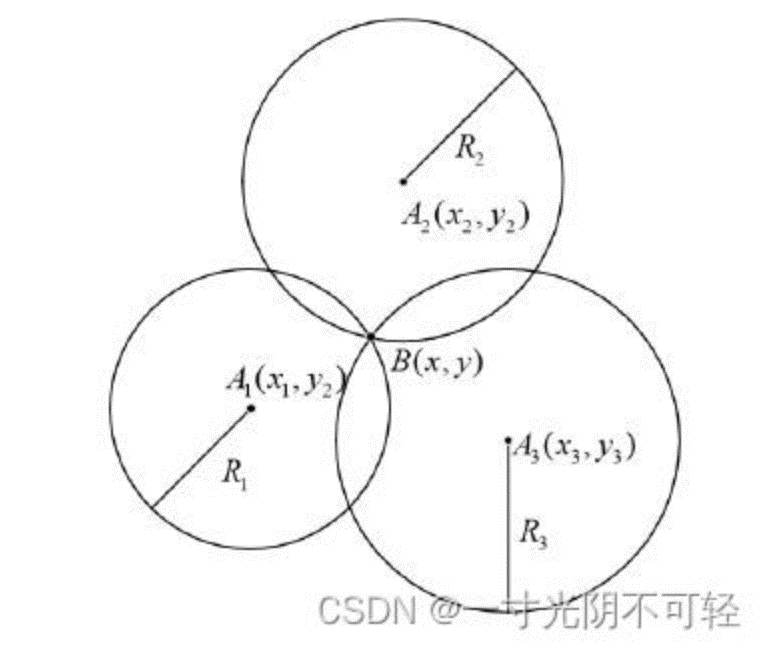 R₂
A₂(x₂, y₂)
B(x, y)
A₁(x₁, y₂)
A₃(x₃, y₃)
R₁
R₃
CSDN @一寸光阴不可轻